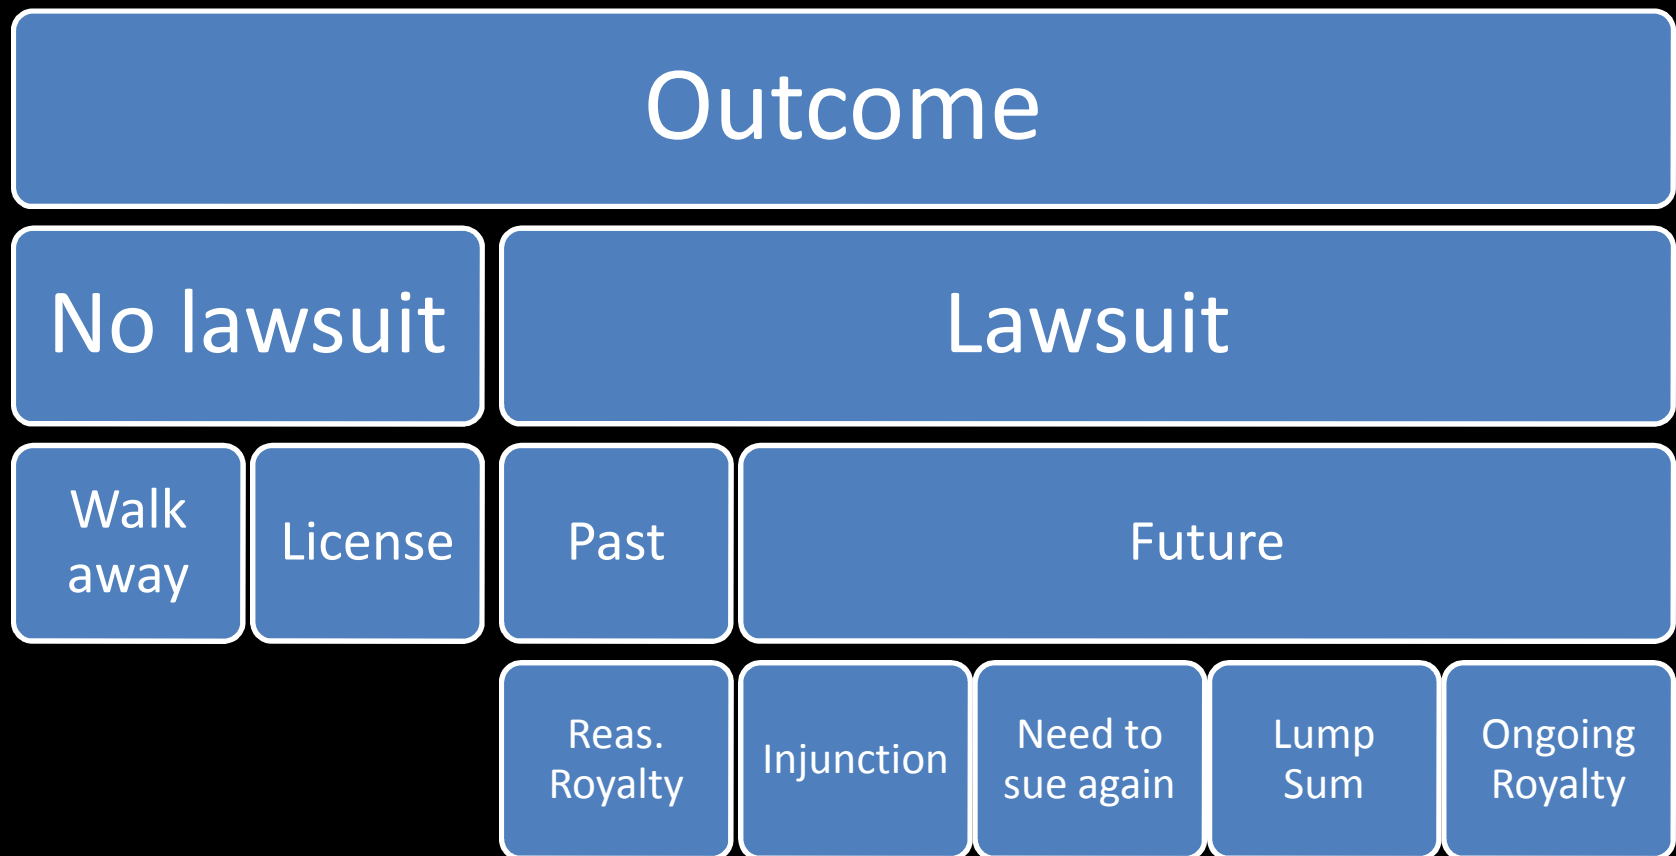 Outcome
No lawsuit
Lawsuit
Walk
away
License
Past
Future
Reas.
Royalty
Injunction
Need to
sue again
Lump
Sum
Ongoing
Royalty